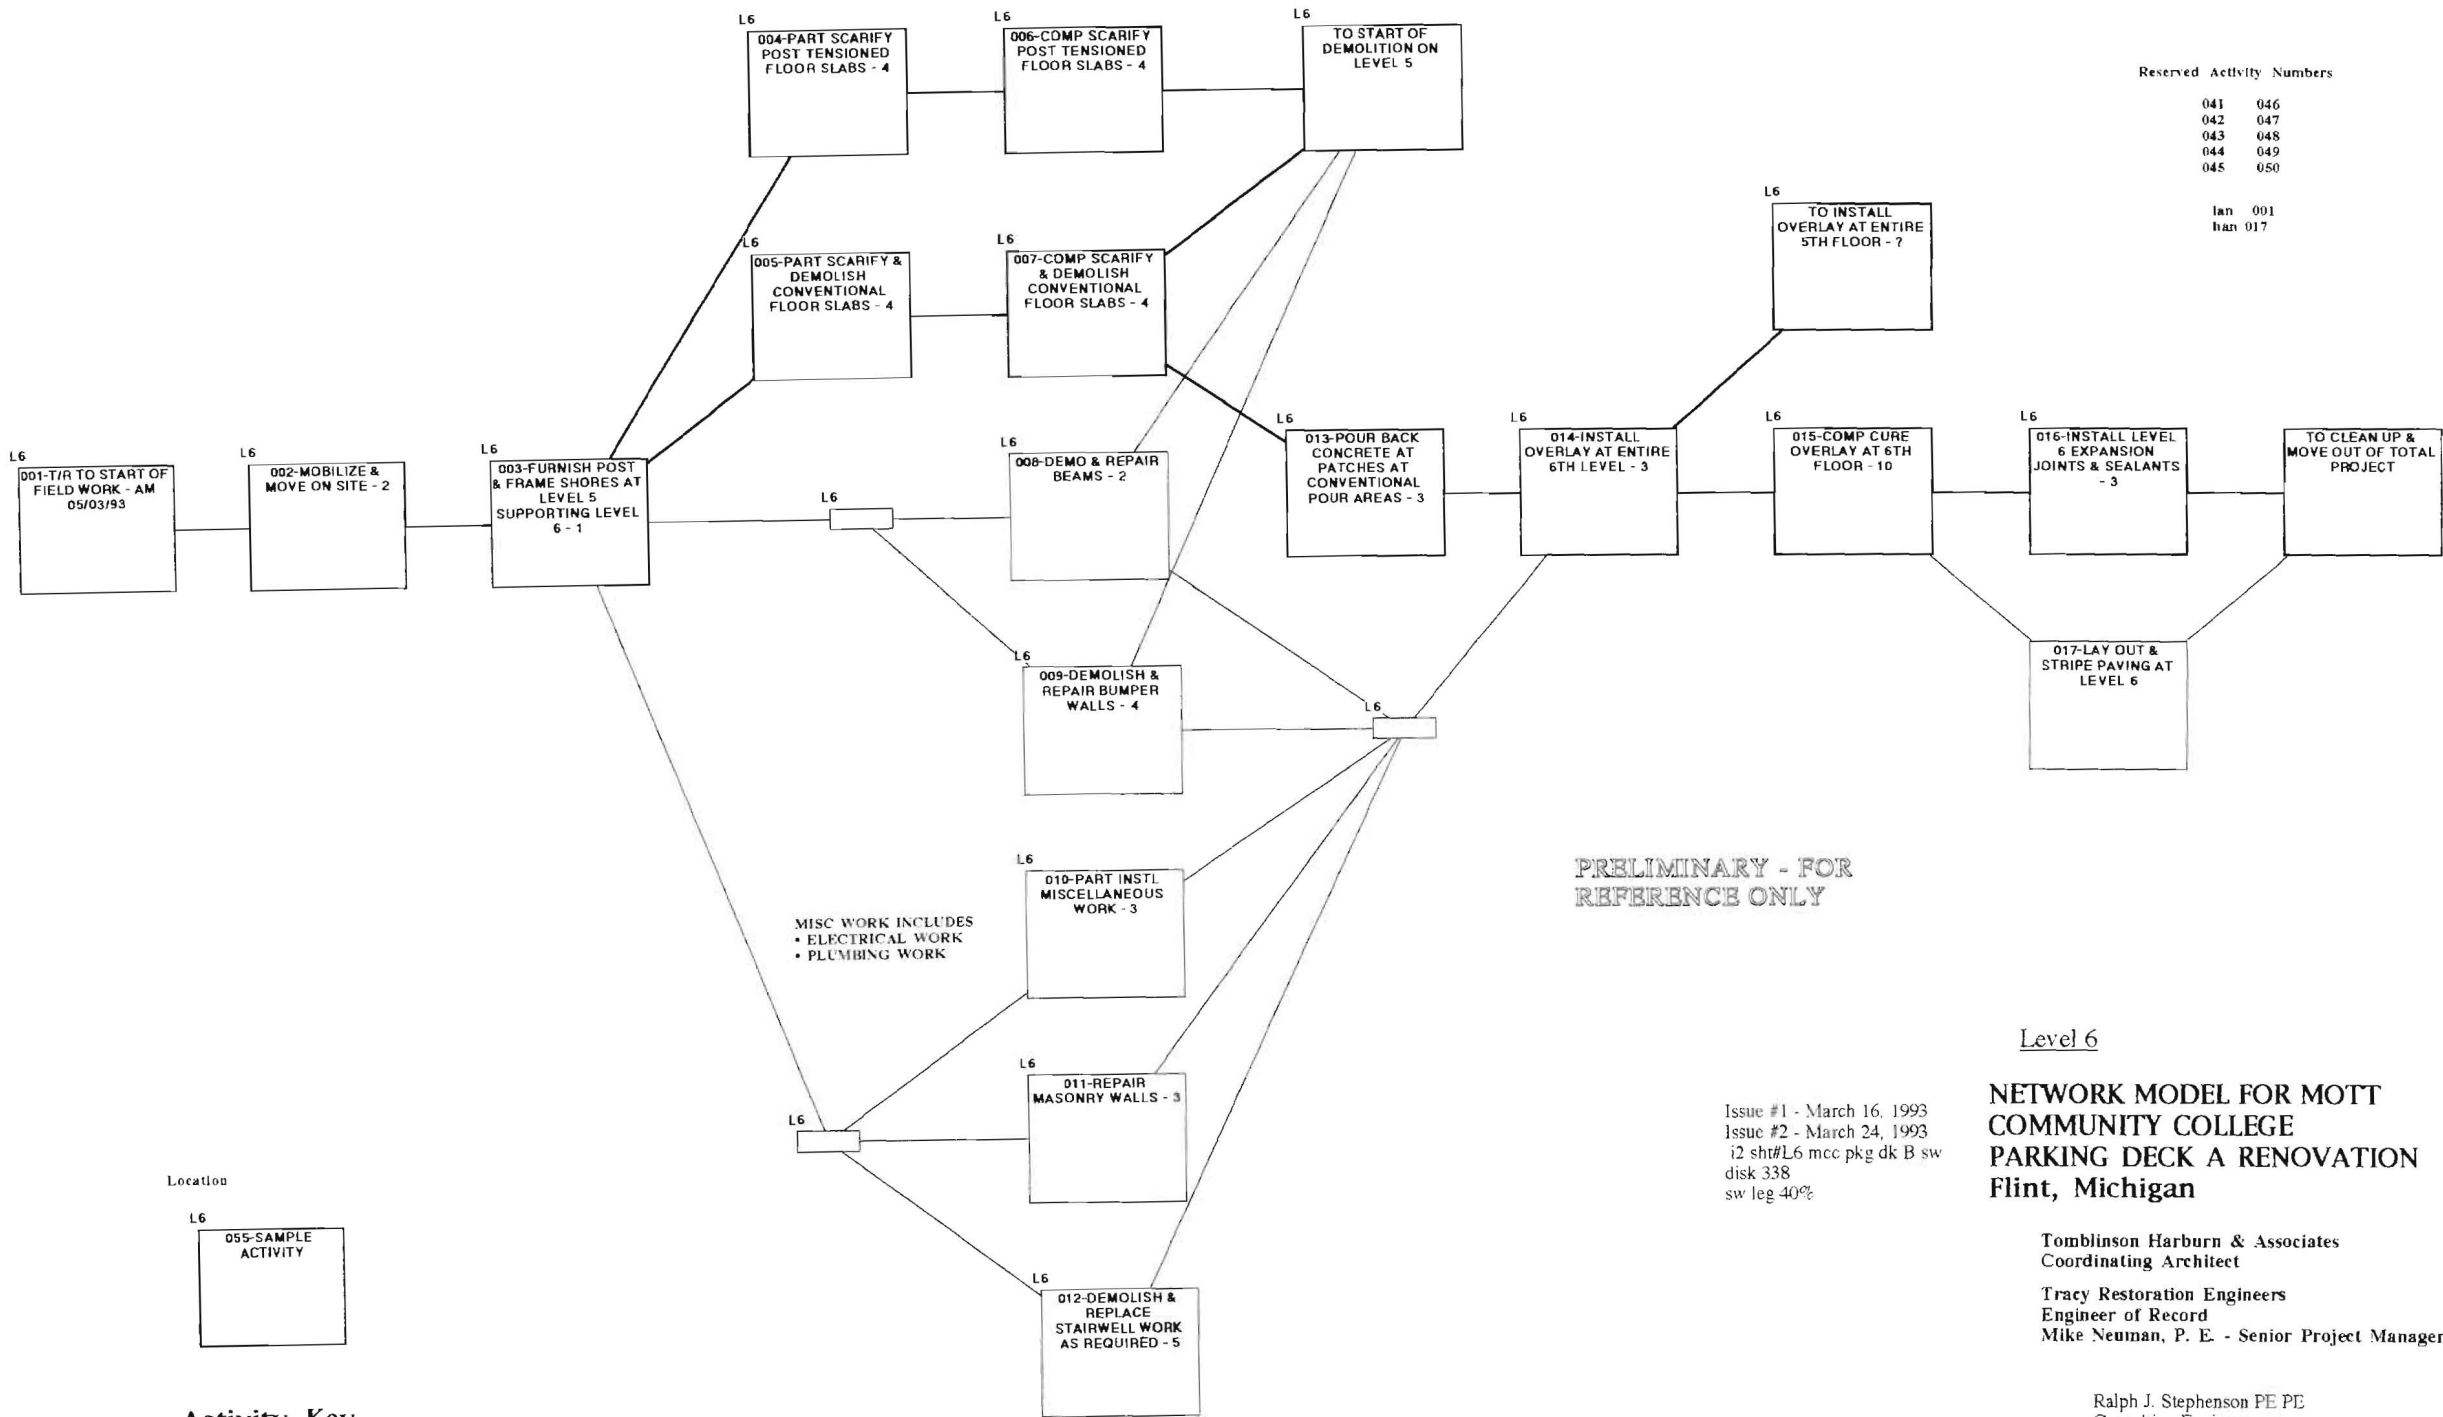 L6
004-PART SCARIFY
POST TENSIONED
FLOOR SLABS - 4
L6
006-COMP SCARIFY
POST TENSIONED
FLOOR SLABS - 4
L6
TO START OF
DEMOLITION ON
LEVEL 5
Reserved Activity Numbers
041 046
042 047
043 048
044 049
045 050
lan 001
han 017
L6
TO INSTALL
OVERLAY AT ENTIRE
5TH FLOOR - ?
L6
005-PART SCARIFY &
DEMOLISH
CONVENTIONAL
FLOOR SLABS - 4
L6
007-COMP SCARIFY
& DEMOLISH
CONVENTIONAL
FLOOR SLABS - 4
L6
001-T/R TO START OF
FIELD WORK - AM
05/03/93
L6
002-MOBILIZE &
MOVE ON SITE - 2
L6
003-FURNISH POST
& FRAME SHORES AT
LEVEL 5
SUPPORTING LEVEL
6 - 1
L6
L6
008-DEMO & REPAIR
BEAMS - 2
L6
013-POUR BACK
CONCRETE AT
PATCHES AT
CONVENTIONAL
POUR AREAS - 3
L6
014-INSTALL
OVERLAY AT ENTIRE
6TH LEVEL - 3
L6
015-COMP CURE
OVERLAY AT 6TH
FLOOR - 10
L6
016-INSTALL LEVEL
6 EXPANSION
JOINTS & SEALANTS
- 3
TO CLEAN UP &
MOVE OUT OF TOTAL
PROJECT
L6
009-DEMOLISH &
REPAIR BUMPER
WALLS - 4
L6
017-LAY OUT &
STRIPE PAVING AT
LEVEL 6
L6
010-PART INSTL
MISCELLANEOUS
WORK - 3
MISC WORK INCLUDES
• ELECTRICAL WORK
• PLUMBING WORK
PRELIMINARY - FOR
REFERENCE ONLY
L6
011-REPAIR
MASONRY WALLS - 3
L6
L6
012-DEMOLISH &
REPLACE
STAIRWELL WORK
AS REQUIRED - 5
Location
L6
055-SAMPLE
ACTIVITY
Activity Key
Issue #1 - March 16, 1993
Issue #2 - March 24, 1993
i2 sht#L6 mcc pkg dk B sw
disk 338
sw leg 40%
Level 6
NETWORK MODEL FOR MOTT
COMMUNITY COLLEGE
PARKING DECK A RENOVATION
Flint, Michigan
Tomblinson Harburn & Associates
Coordinating Architect
Tracy Restoration Engineers
Engineer of Record
Mike Neuman, P. E. - Senior Project Manager
Ralph J. Stephenson PE PE